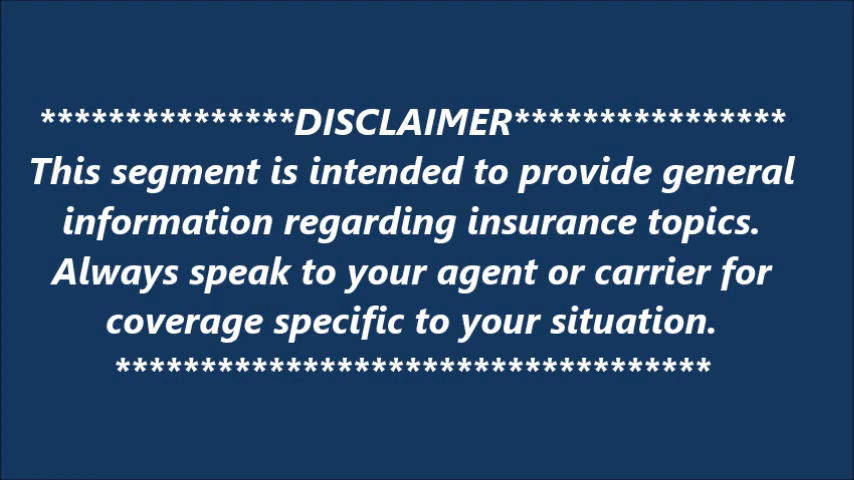 ***************DISCLAIMER****************
This segment is intended to provide general
information regarding insurance topics.
Always speak to your agent or carrier for
coverage specific to your situation.
***********************************